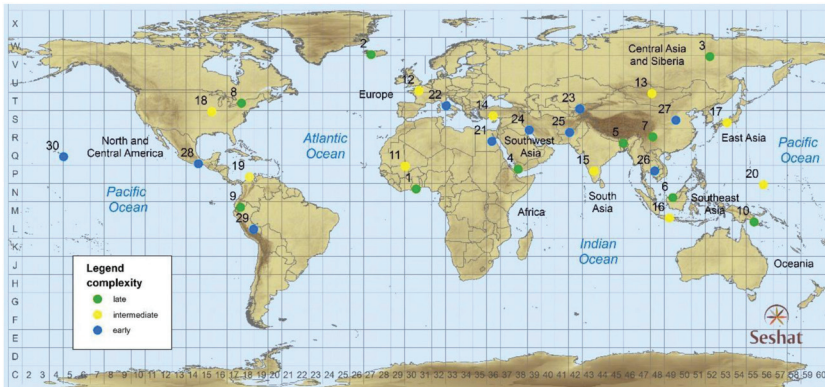 X
W
2
3
Central Asia
and Siberia
V
U
12
13
Europe
T
8
18
22
14
23
27
17
S
24
25
7
East Asia
21
5
R
North and
Central America
Atlantic
Ocean
Southwest
Asia
Pacific
Ocean
30
28
Q
11
4
15
26
20
19
P
1
South
Asia
Pacific
Ocean
6
Southeast
Asia
N
9
Africa
16
10
M
29
L
Indian
Ocean
K
Oceania
J
Legend
complexity
H
late
G
intermediate
F
early
Seshat
E
D
C 2 3 4 5 6 7 8 9 10 11 12 13 14 15 16 17 18 19 20 21 22 23 24 25 26 27 28 29 30 31 32 33 34 35 36 37 38 39 40 41 42 43 44 45 46 47 48 49 50 51 52 53 54 55 56 57 58 59 60